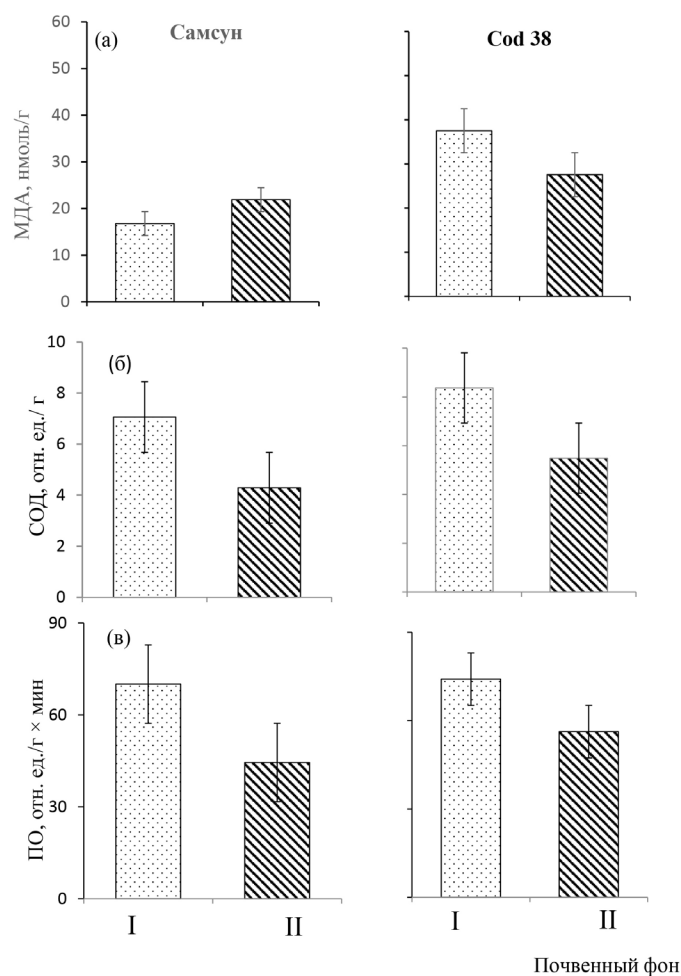 (а) Самсун Cod 38
МДА, нмоль/г
60
50
40
30
20
10
0
(б)
СОД, отн. ед./ г
10
8
6
4
2
0
(в)
ПО, отн. ед./г × мин
90
60
30
0
I II I II
Почвенный фон